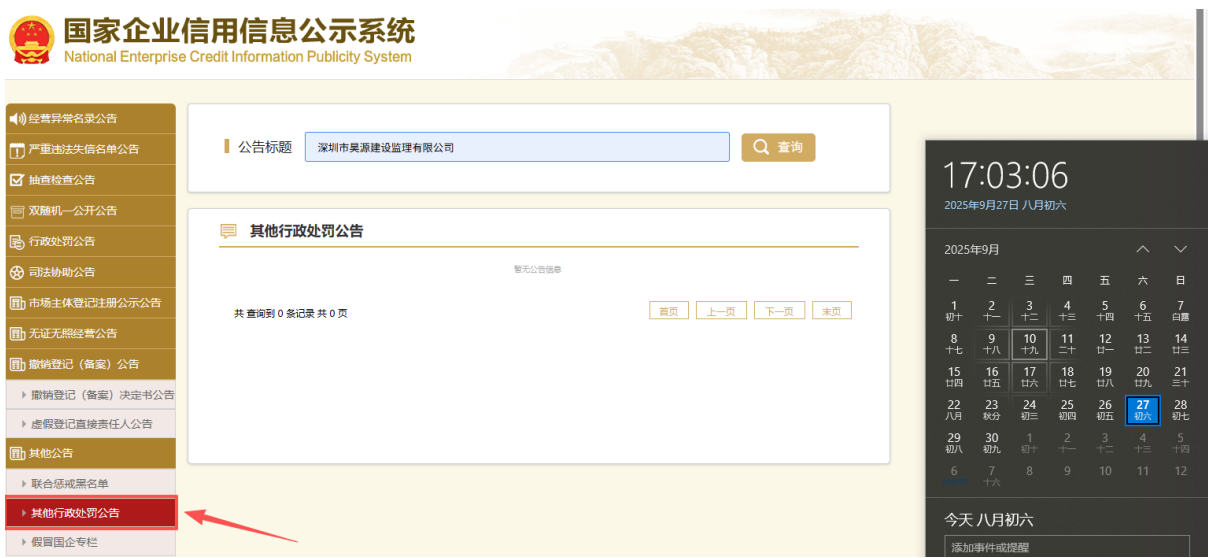 国家企业信用信息公示系统
National Enterprise Credit Information Publicity System
经营异常名录公告
严重违法失信名单公告
抽查检查公告
双随机一公开公告
行政处罚公告
司法协助公告
市场主体登记注册公示公告
无证无照经营公告
撤销登记（备案）公告
撤销登记（备案）决定书公告
虚假登记直接责任人公告
其他公告
联合惩戒黑名单
其他行政处罚公告
假冒国企专栏
公告标题 深圳市昊源建设监理有限公司 查询
其他行政处罚公告
暂无公告信息
共 查询到 0 条记录 共 0 页 首页 上一页 下一页 末页
17:03:06
2025年9月27日 八月初六
2025年9月
一 二 三 四 五 六 日
1 2 3 4 5 6 7
初十 十一 十二 十三 十四 十五 白露
8 9 10 11 12 13 14
十七 十八 十九 二十 廿一 廿二 廿三
15 16 17 18 19 20 21
廿四 廿五 廿六 廿七 廿八 廿九 三十
22 23 24 25 26 27 28
八月 秋分 初三 初四 初五 初六 初七
29 30 1 2 3 4 5
初八 初九 初十 十一 十二 十三 十四
6 7 8 9 10 11 12
十六
今天 八月初六
添加事件或提醒